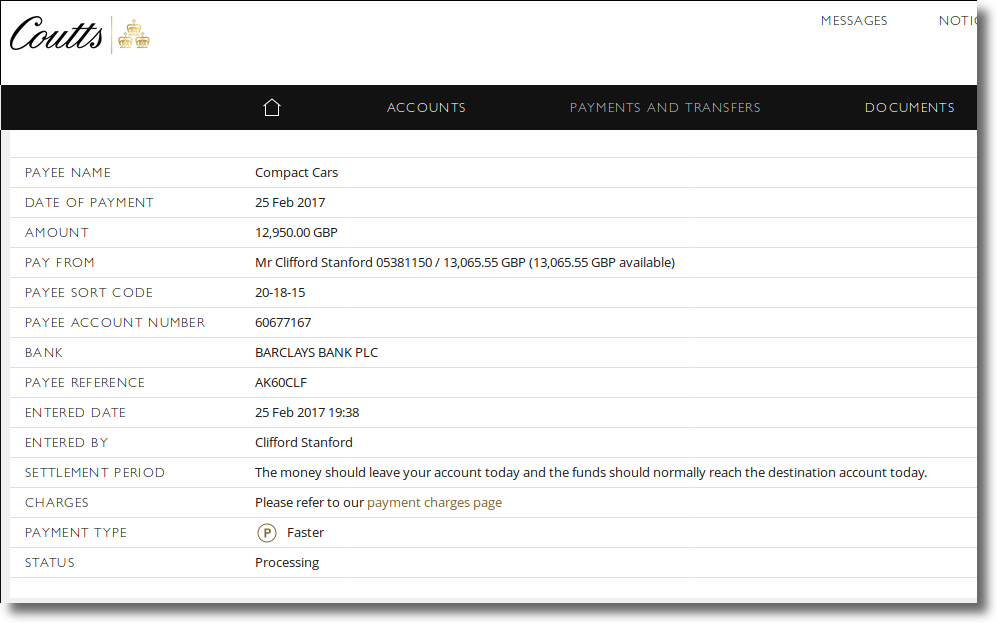 Coutts
MESSAGES
NOTIC
ACCOUNTS
PAYMENTS AND TRANSFERS
DOCUMENTS
PAYEE NAME Compact Cars
DATE OF PAYMENT 25 Feb 2017
AMOUNT 12,950.00 GBP
PAY FROM Mr Clifford Stanford 05381150 / 13,065.55 GBP (13,065.55 GBP available)
PAYEE SORT CODE 20-18-15
PAYEE ACCOUNT NUMBER 60677167
BANK BARCLAYS BANK PLC
PAYEE REFERENCE AK60CLF
ENTERED DATE 25 Feb 2017 19:38
ENTERED BY Clifford Stanford
SETTLEMENT PERIOD The money should leave your account today and the funds should normally reach the destination account today.
CHARGES Please refer to our payment charges page
PAYMENT TYPE P Faster
STATUS Processing